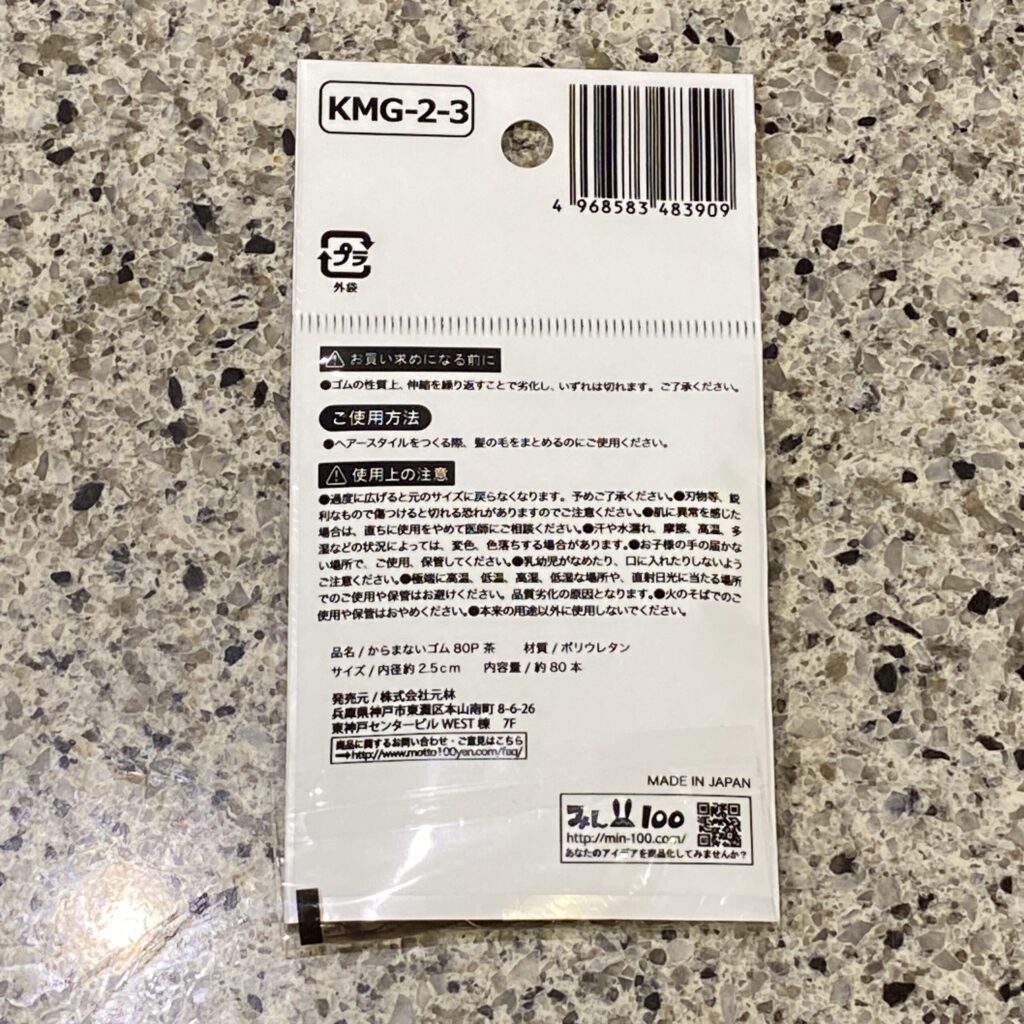 KMG-2-3
4 968583 483909
プラ
外袋
お買い求めになる前に
●ゴムの性質上、伸縮を繰り返すことで劣化し、いずれは切れます。ご了承ください。
ご使用方法
●ヘアースタイルをつくる際、髪の毛をまとめるのにご使用ください。
使用上の注意
●過度に広げると元のサイズに戻らなくなります。予めご了承ください。●刃物等、鋭
利なもので傷つけると切れる恐れがありますのでご注意ください。●肌に異常を感じた
場合は、直ちに使用をやめて医師にご相談ください。●汗や水濡れ、摩擦、高温、多
湿などの状況によっては、変色、色落ちする場合があります。●お子様の手の届かな
い場所で、ご使用、保管してください。●乳幼児がなめたり、口に入れたりしないよう
ご注意ください。●極端に高温、低温、高湿、低湿な場所や、直射日光に当たる場所
でのご使用や保管はお避けください。品質劣化の原因となります。●火のそばでのご
使用や保管はおやめください。●本来の用途以外に使用しないでください。
品名 / からまないゴム 80P 茶 材質 / ポリウレタン
サイズ / 内径約 2.5cm 内容量 / 約 80 本
発売元 / 株式会社元林
兵庫県神戸市東灘区本山南町 8-6-26
東神戸センタービル WEST 棟 7F
商品に関するお問い合わせ・ご意見はこちら
→http://www.motto100yen.com/faq/
MADE IN JAPAN
みん 100
http://min-100.com/
あなたのアイデアを商品化してみませんか?